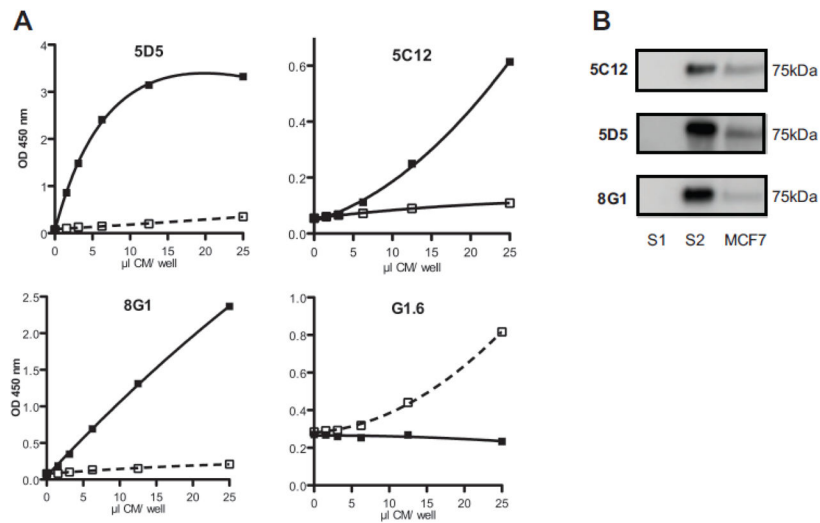 A
5D5
OD 450 nm
4
3
2
1
0
0 5 10 15 20 25
µl CM/ well
5C12
0.6
0.4
0.2
0.0
0 5 10 15 20 25
µl CM/ well
8G1
OD 450 nm
2.5
2.0
1.5
1.0
0.5
0.0
0 5 10 15 20 25
µl CM/ well
G1.6
1.0
0.8
0.6
0.4
0.2
0.0
0 5 10 15 20 25
µl CM/ well
B
5C12 75kDa
5D5 75kDa
8G1 75kDa
S1 S2 MCF7